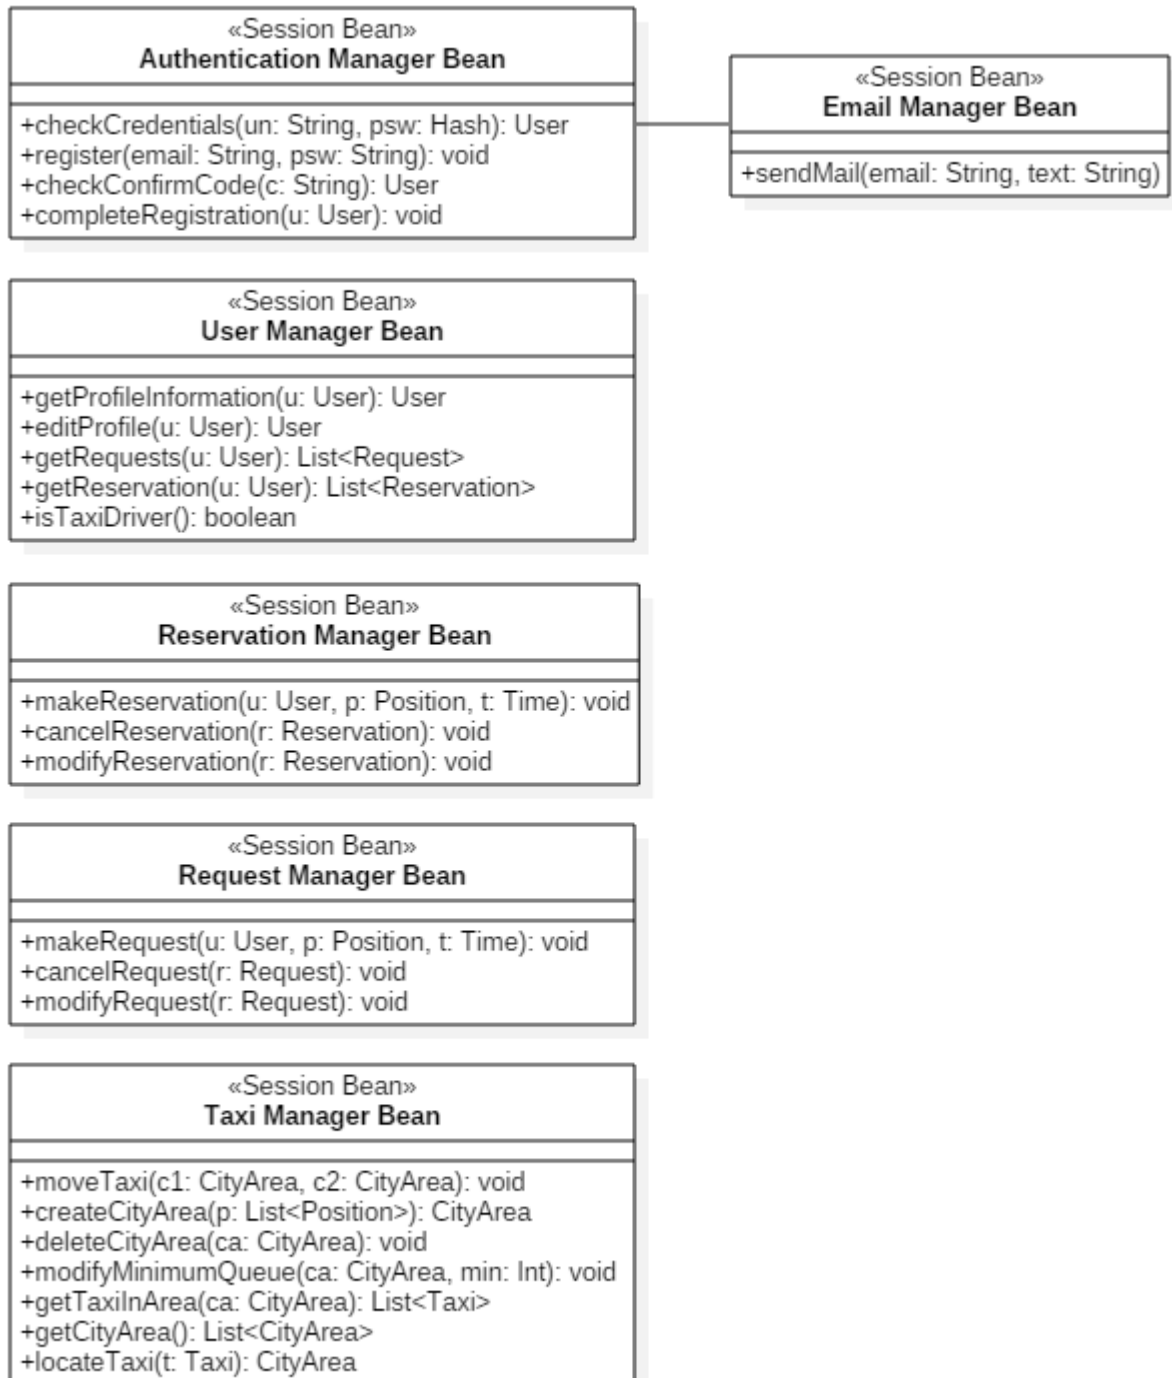 «Session Bean»
Authentication Manager Bean
+checkCredentials(un: String, psw: Hash): User
+register(email: String, psw: String): void
+checkConfirmCode(c: String): User
+completeRegistration(u: User): void
«Session Bean»
Email Manager Bean
+sendMail(email: String, text: String)
«Session Bean»
User Manager Bean
+getProfileInformation(u: User): User
+editProfile(u: User): User
+getRequests(u: User): List<Request>
+getReservation(u: User): List<Reservation>
+isTaxiDriver(): boolean
«Session Bean»
Reservation Manager Bean
+makeReservation(u: User, p: Position, t: Time): void
+cancelReservation(r: Reservation): void
+modifyReservation(r: Reservation): void
«Session Bean»
Request Manager Bean
+makeRequest(u: User, p: Position, t: Time): void
+cancelRequest(r: Request): void
+modifyRequest(r: Request): void
«Session Bean»
Taxi Manager Bean
+moveTaxi(c1: CityArea, c2: CityArea): void
+createCityArea(p: List<Position>): CityArea
+deleteCityArea(ca: CityArea): void
+modifyMinimumQueue(ca: CityArea, min: Int): void
+getTaxiInArea(ca: CityArea): List<Taxi>
+getCityArea(): List<CityArea>
+locateTaxi(t: Taxi): CityArea